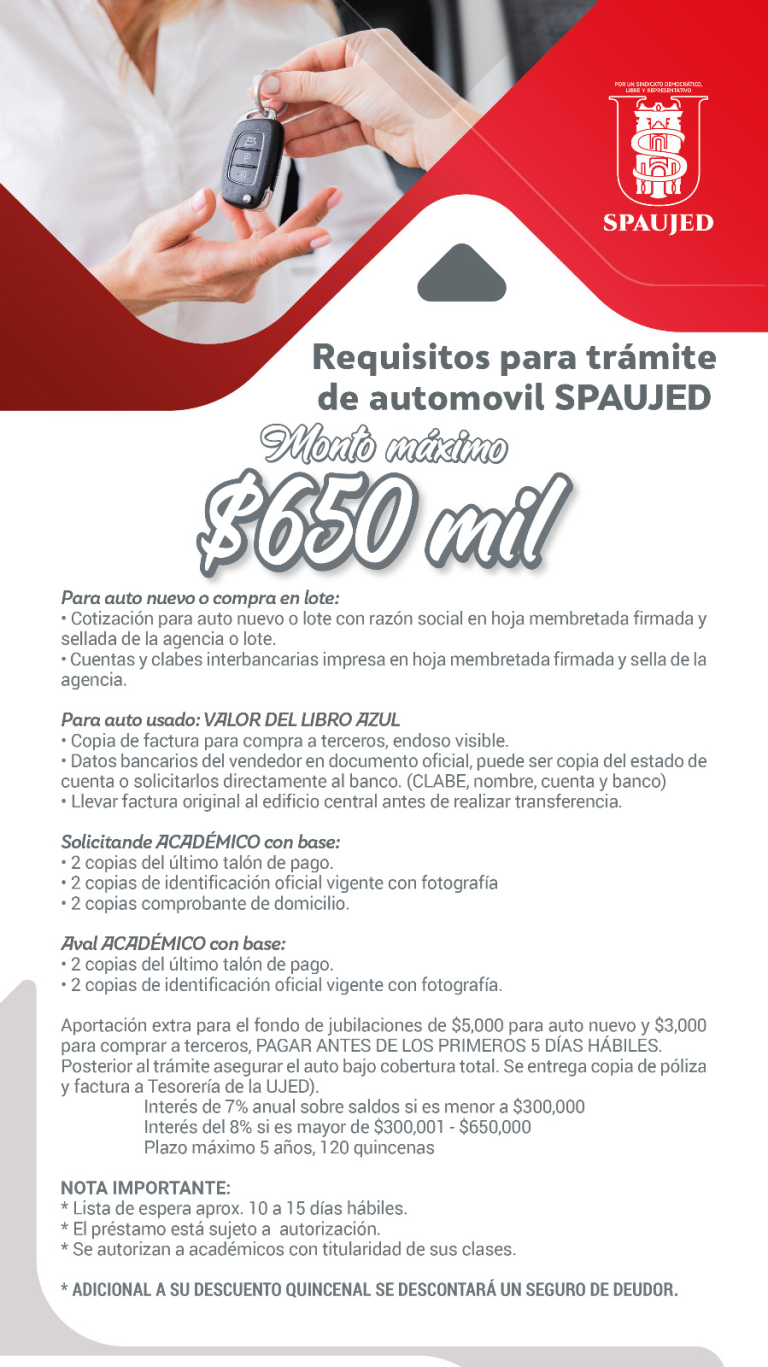 POR UN SINDICATO DEMOCRÁTICO,
LIBRE Y REPRESENTATIVO
SPAUJED
Requisitos para trámite
de automovil SPAUJED
Monto máximo
$650 mil
Para auto nuevo o compra en lote:
• Cotización para auto nuevo o lote con razón social en hoja membretada firmada y
sellada de la agencia o lote.
• Cuentas y clabes interbancarias impresa en hoja membretada firmada y sella de la
agencia.
Para auto usado: VALOR DEL LIBRO AZUL
• Copia de factura para compra a terceros, endoso visible.
• Datos bancarios del vendedor en documento oficial, puede ser copia del estado de
cuenta o solicitarlos directamente al banco. (CLABE, nombre, cuenta y banco)
• Llevar factura original al edificio central antes de realizar transferencia.
Solicitande ACADÉMICO con base:
• 2 copias del último talón de pago.
• 2 copias de identificación oficial vigente con fotografía
• 2 copias comprobante de domicilio.
Aval ACADÉMICO con base:
• 2 copias del último talón de pago.
• 2 copias de identificación oficial vigente con fotografía.
Aportación extra para el fondo de jubilaciones de $5,000 para auto nuevo y $3,000
para comprar a terceros, PAGAR ANTES DE LOS PRIMEROS 5 DÍAS HÁBILES.
Posterior al trámite asegurar el auto bajo cobertura total. Se entrega copia de póliza
y factura a Tesorería de la UJED).
Interés de 7% anual sobre saldos si es menor a $300,000
Interés del 8% si es mayor de $300,001 - $650,000
Plazo máximo 5 años, 120 quincenas
NOTA IMPORTANTE:
* Lista de espera aprox. 10 a 15 días hábiles.
* El préstamo está sujeto a autorización.
* Se autorizan a académicos con titularidad de sus clases.
* ADICIONAL A SU DESCUENTO QUINCENAL SE DESCONTARÁ UN SEGURO DE DEUDOR.